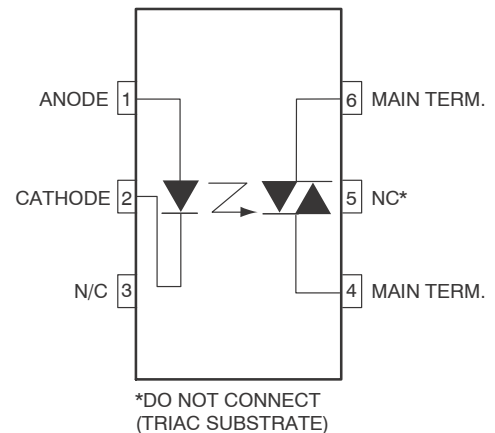 ANODE 1
CATHODE 2
N/C 3
6 MAIN TERM.
5 NC*
4 MAIN TERM.
*DO NOT CONNECT
(TRIAC SUBSTRATE)